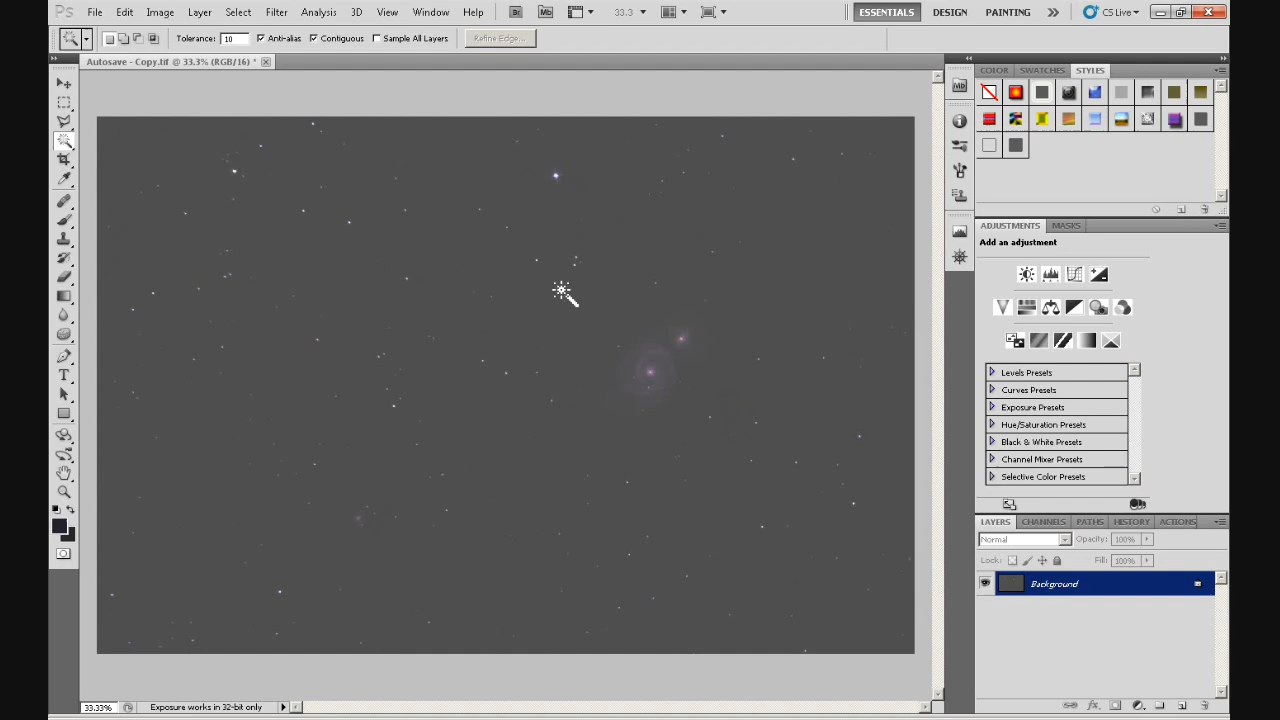 Ps File Edit Image Layer Select Filter Analysis 3D View Window Help Br Mb 33.3 ESSENTIALS DESIGN PAINTING CS Live
Tolerance: 10 Anti-alias Contiguous Sample All Layers Refine Edge...
Autosave - Copy.tif @ 33.3% (RGB/16) *
COLOR SWATCHES STYLES
Mb
ADJUSTMENTS MASKS
Add an adjustment
Levels Presets
Curves Presets
Exposure Presets
Hue/Saturation Presets
Black & White Presets
Channel Mixer Presets
Selective Color Presets
LAYERS CHANNELS PATHS HISTORY ACTIONS
Normal Opacity: 100%
Lock: Fill: 100%
Background
33.33% Exposure works in 32-bit only